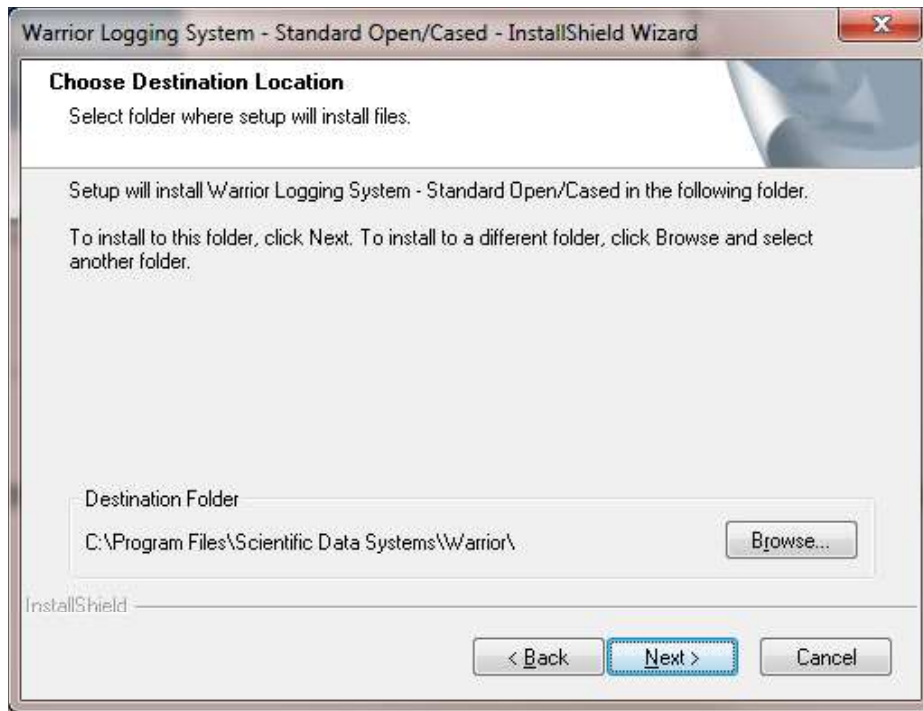 Warrior Logging System - Standard Open/Cased - InstallShield Wizard
Choose Destination Location
Select folder where setup will install files.
Setup will install Warrior Logging System - Standard Open/Cased in the following folder.
To install to this folder, click Next. To install to a different folder, click Browse and select
another folder.
Destination Folder
C:\Program Files\Scientific Data Systems\Warrior\
Browse...
InstallShield
< Back
Next >
Cancel